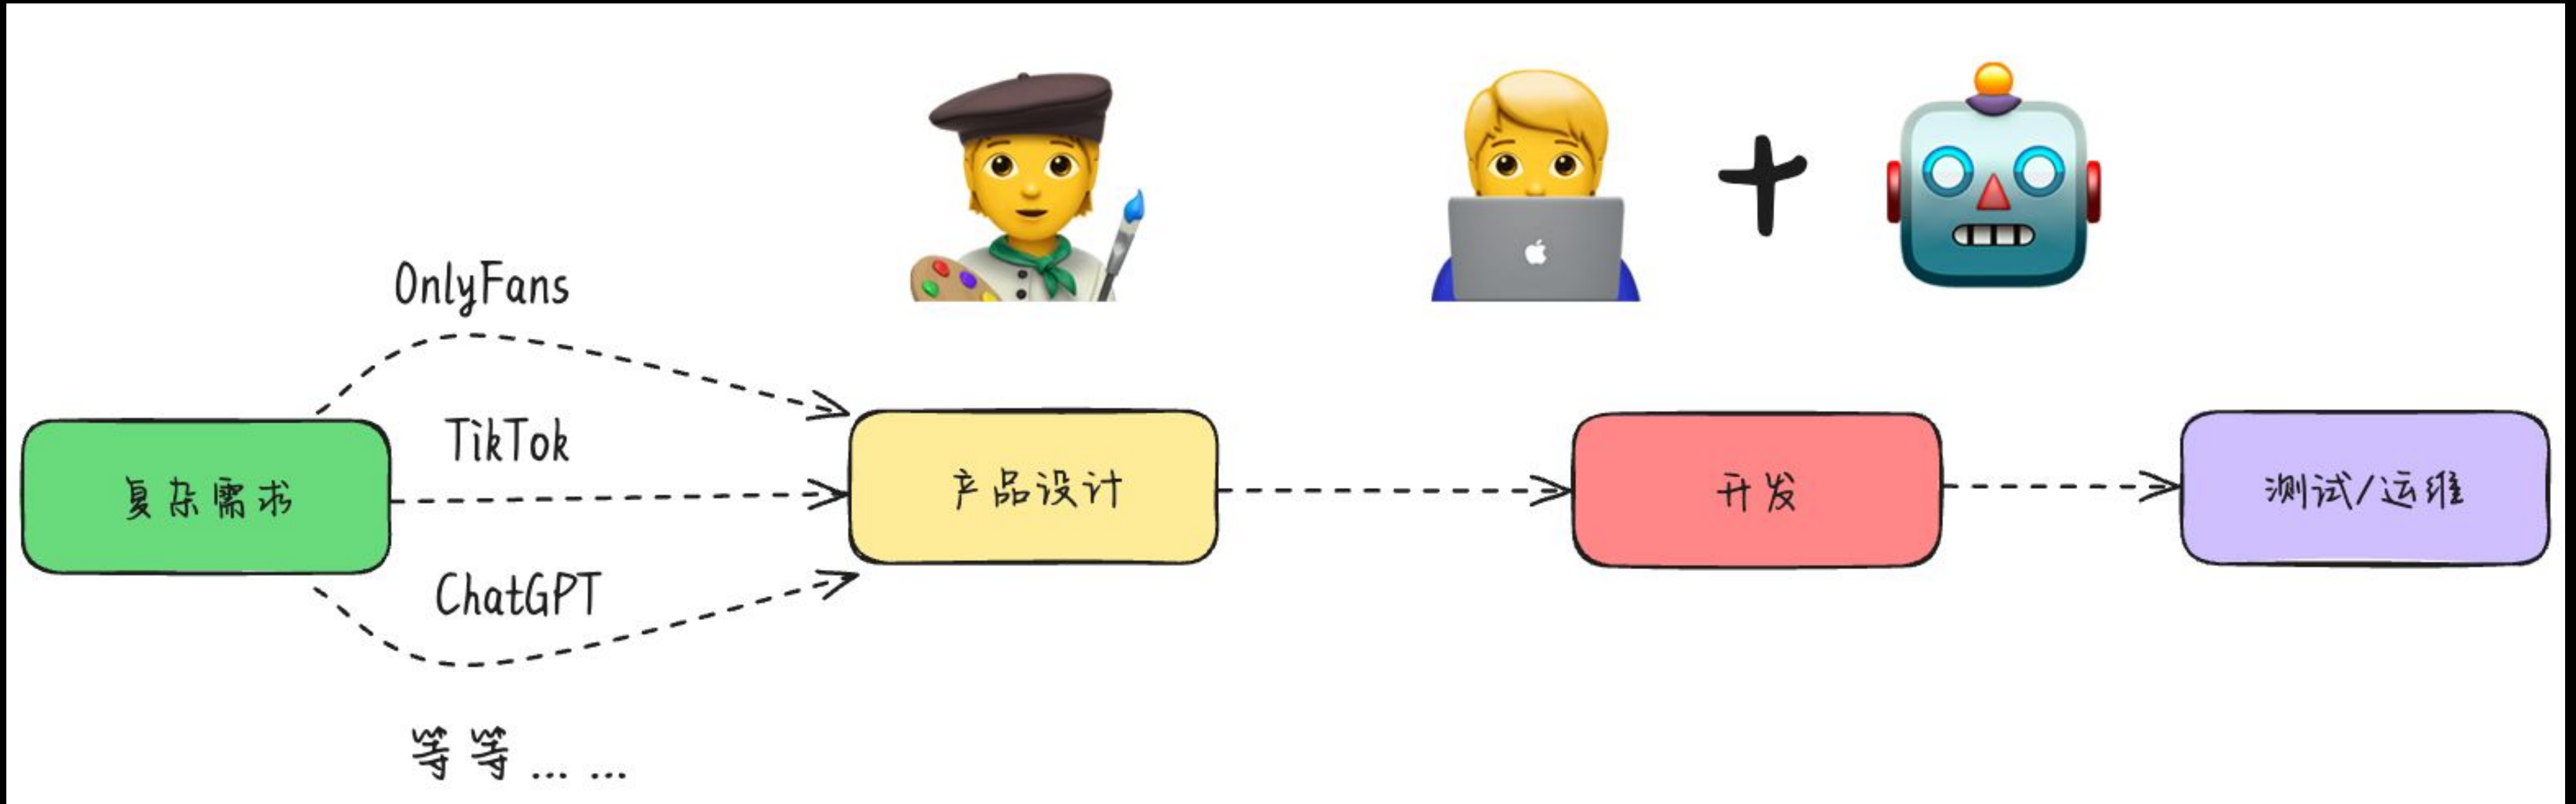 OnlyFans
TikTok
复杂需求
产品设计
开发
测试/运维
ChatGPT
等等... ...